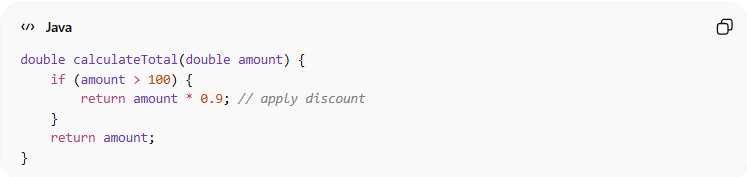 Java
double calculateTotal(double amount) {
    if (amount > 100) {
        return amount * 0.9; // apply discount
    }
    return amount;
}